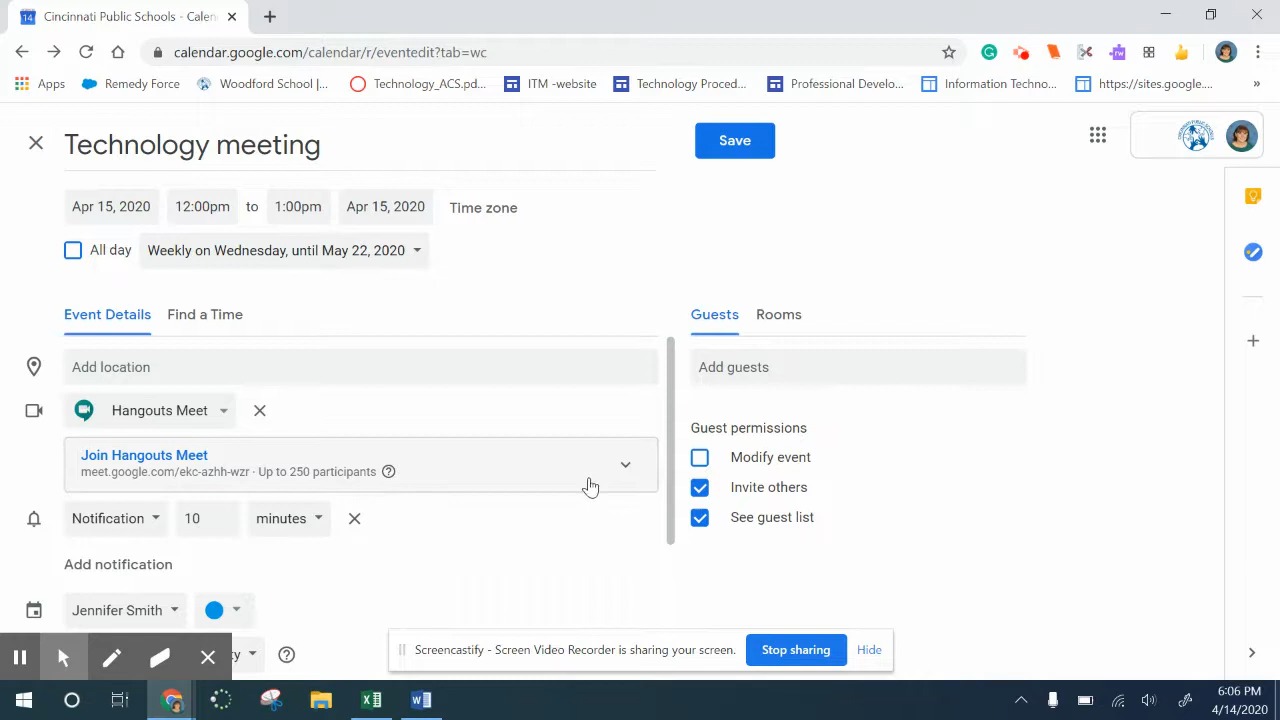 14
Cincinnati Public Schools - Calen
calendar.google.com/calendar/r/eventedit?tab=wc
rw
Apps
Remedy Force
Woodford School |...
Technology_ACS.pd...
ITM -website
Technology Proced...
Professional Develo...
Information Techno...
https://sites.google....
»
Technology meeting
Save
Apr 15, 2020
12:00pm
to
1:00pm
Apr 15, 2020
Time zone
All day
Weekly on Wednesday, until May 22, 2020
Event Details
Find a Time
Guests
Rooms
Add location
Add guests
Hangouts Meet
Guest permissions
Join Hangouts Meet
meet.google.com/ekc-azhh-wzr · Up to 250 participants
Modify event
Invite others
Notification
10
minutes
See guest list
Add notification
Jennifer Smith
ty
Screencastify - Screen Video Recorder is sharing your screen.
Stop sharing
Hide
6:06 PM
4/14/2020